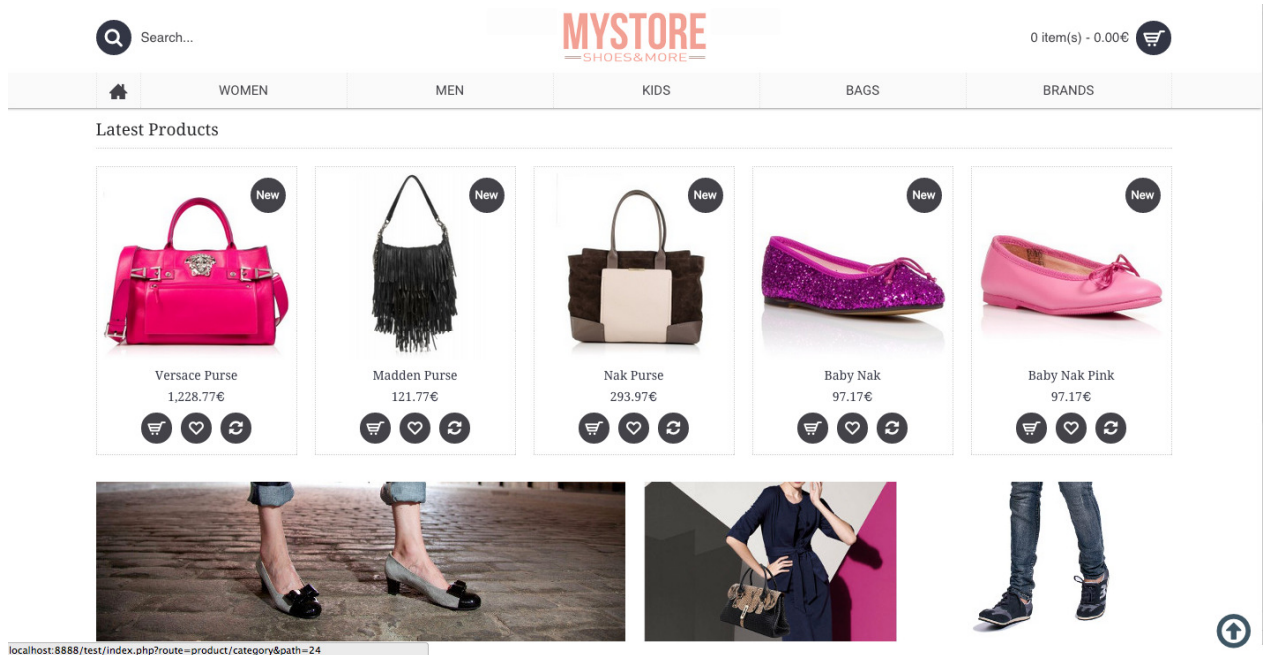 Search...
MYSTORE
SHOES&MORE
0 item(s) - 0.00€
WOMEN MEN KIDS BAGS BRANDS
Latest Products
New New New New New
Versace Purse Madden Purse Nak Purse Baby Nak Baby Nak Pink
1,228.77€ 121.77€ 293.97€ 97.17€ 97.17€
localhost:8888/test/index.php?route=product/category&path=24